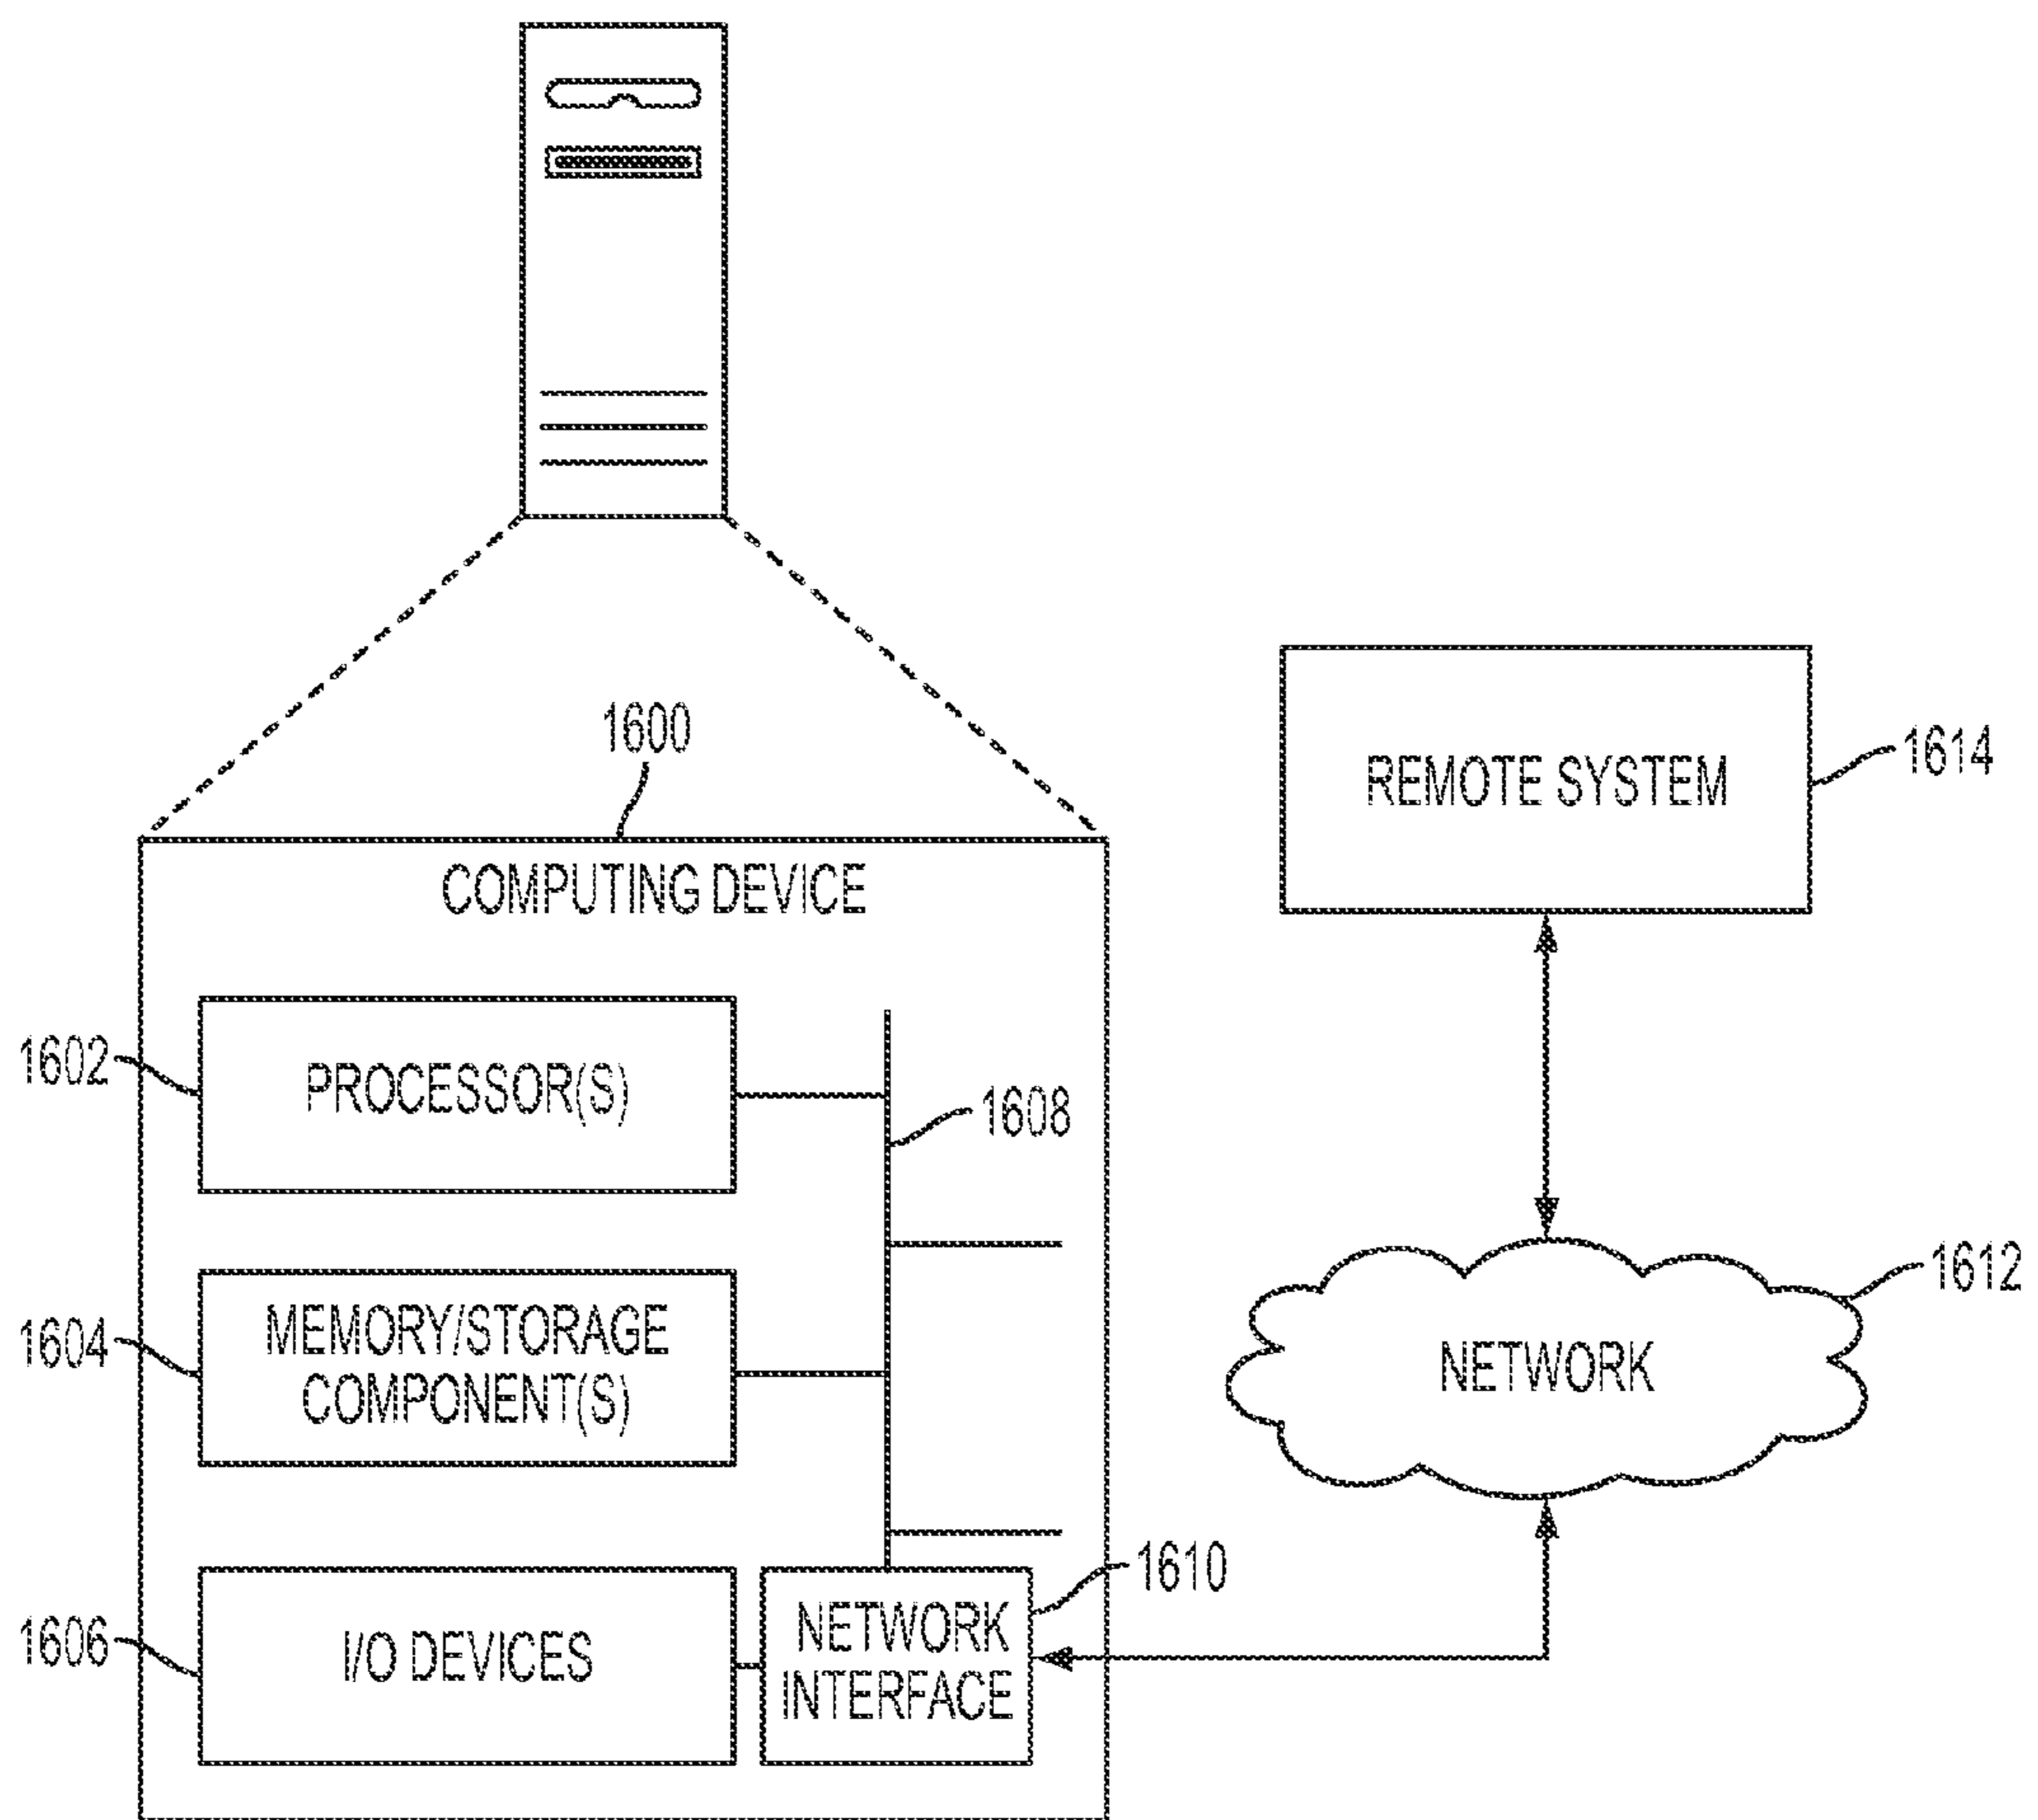 1600
COMPUTING DEVICE
1602
PROCESSOR(S)
1608
1604
MEMORY/STORAGE
COMPONENT(S)
1606
I/O DEVICES
NETWORK
INTERFACE
1610
REMOTE SYSTEM
1614
NETWORK
1612